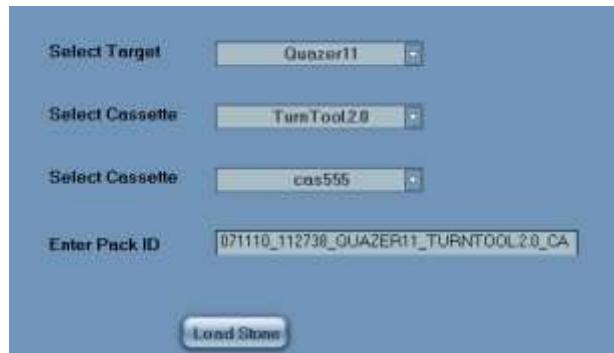 Select Target Quazer11
Select Cassette TurnTool2.0
Select Cassette cas555
Enter Pack ID 071110_112738_QUAZER11_TURNTOOL2.0_CA
Load Stone